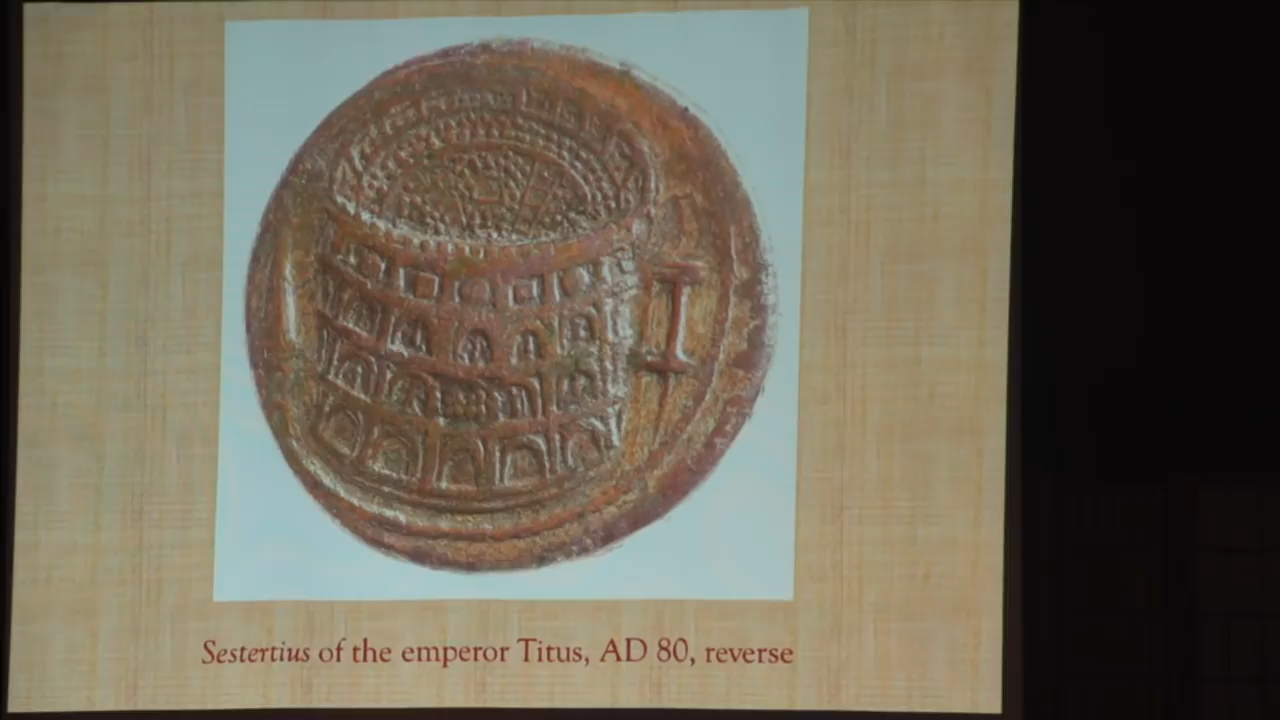 Sestertius of the emperor Titus, AD 80, reverse